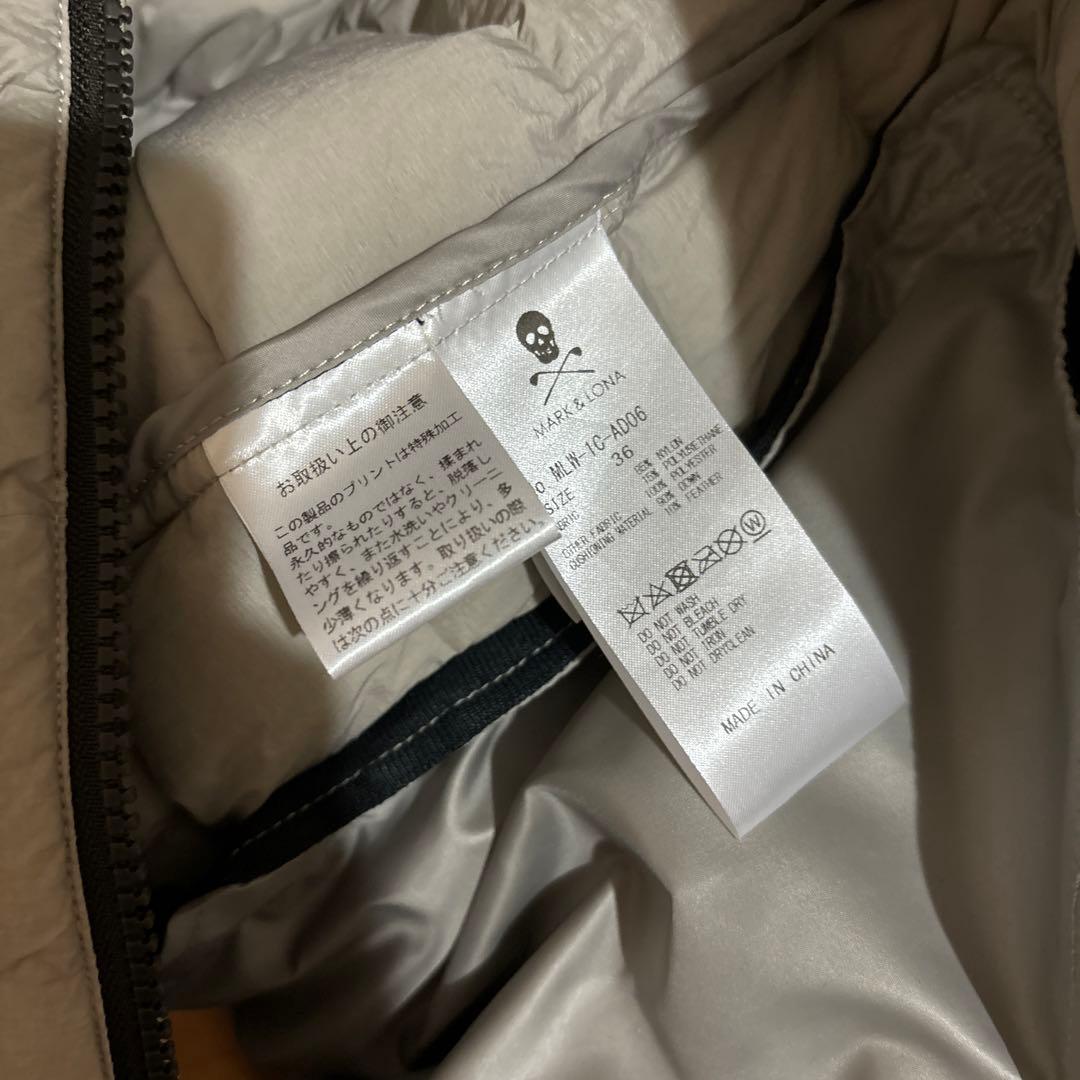 お取扱い上の御注意
この製品のプリントは特殊加工
品です。
永久的なものではなく、揉まれ
たり擦られたりすると、脱落し
やすく、また水洗いやクリーニ
ングを繰り返すことにより、多
少薄くなります。取り扱いの際
は次の点に十分ご注意ください。
MARK & LONA
MLW-1C-AD06
SIZE 36
85% NYLON
15% POLYURETHANE
OTHER FABRIC 100% POLYESTER
CUSHIONING MATERIAL 90% DOWN
10% FEATHER
W
DO NOT WASH
DO NOT BLEACH
DO NOT TUMBLE DRY
DO NOT IRON
DO NOT DRYCLEAN
MADE IN CHINA